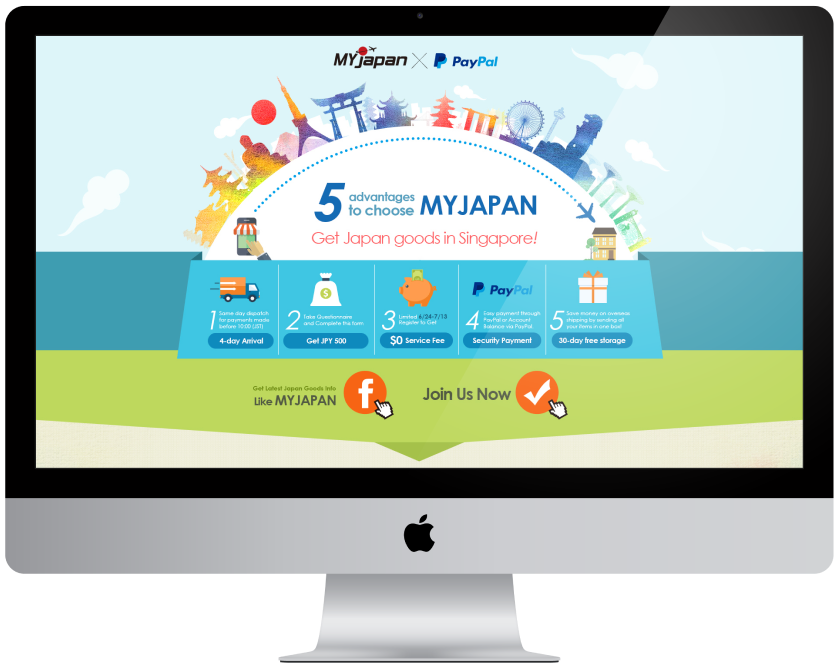 MYjapan × PayPal
5 advantages
to choose MYJAPAN
Get Japan goods in Singapore!
1 Same day dispatch
for payments made
before 10:00 (JST)
4-day Arrival
2 Take Questionnaire
and Complete this form
Get JPY 500
$
3 Limited 6/24-7/15
Register to Get
$0 Service Fee
PayPal
4 Easy payment through
PayPal or Account
Balance via PayPal
Security Payment
5 Save money on overseas
shipping by sending all
your items in one box!
30-day free storage
Get Latest Japan Goods Info
Like MYJAPAN
f
Join Us Now